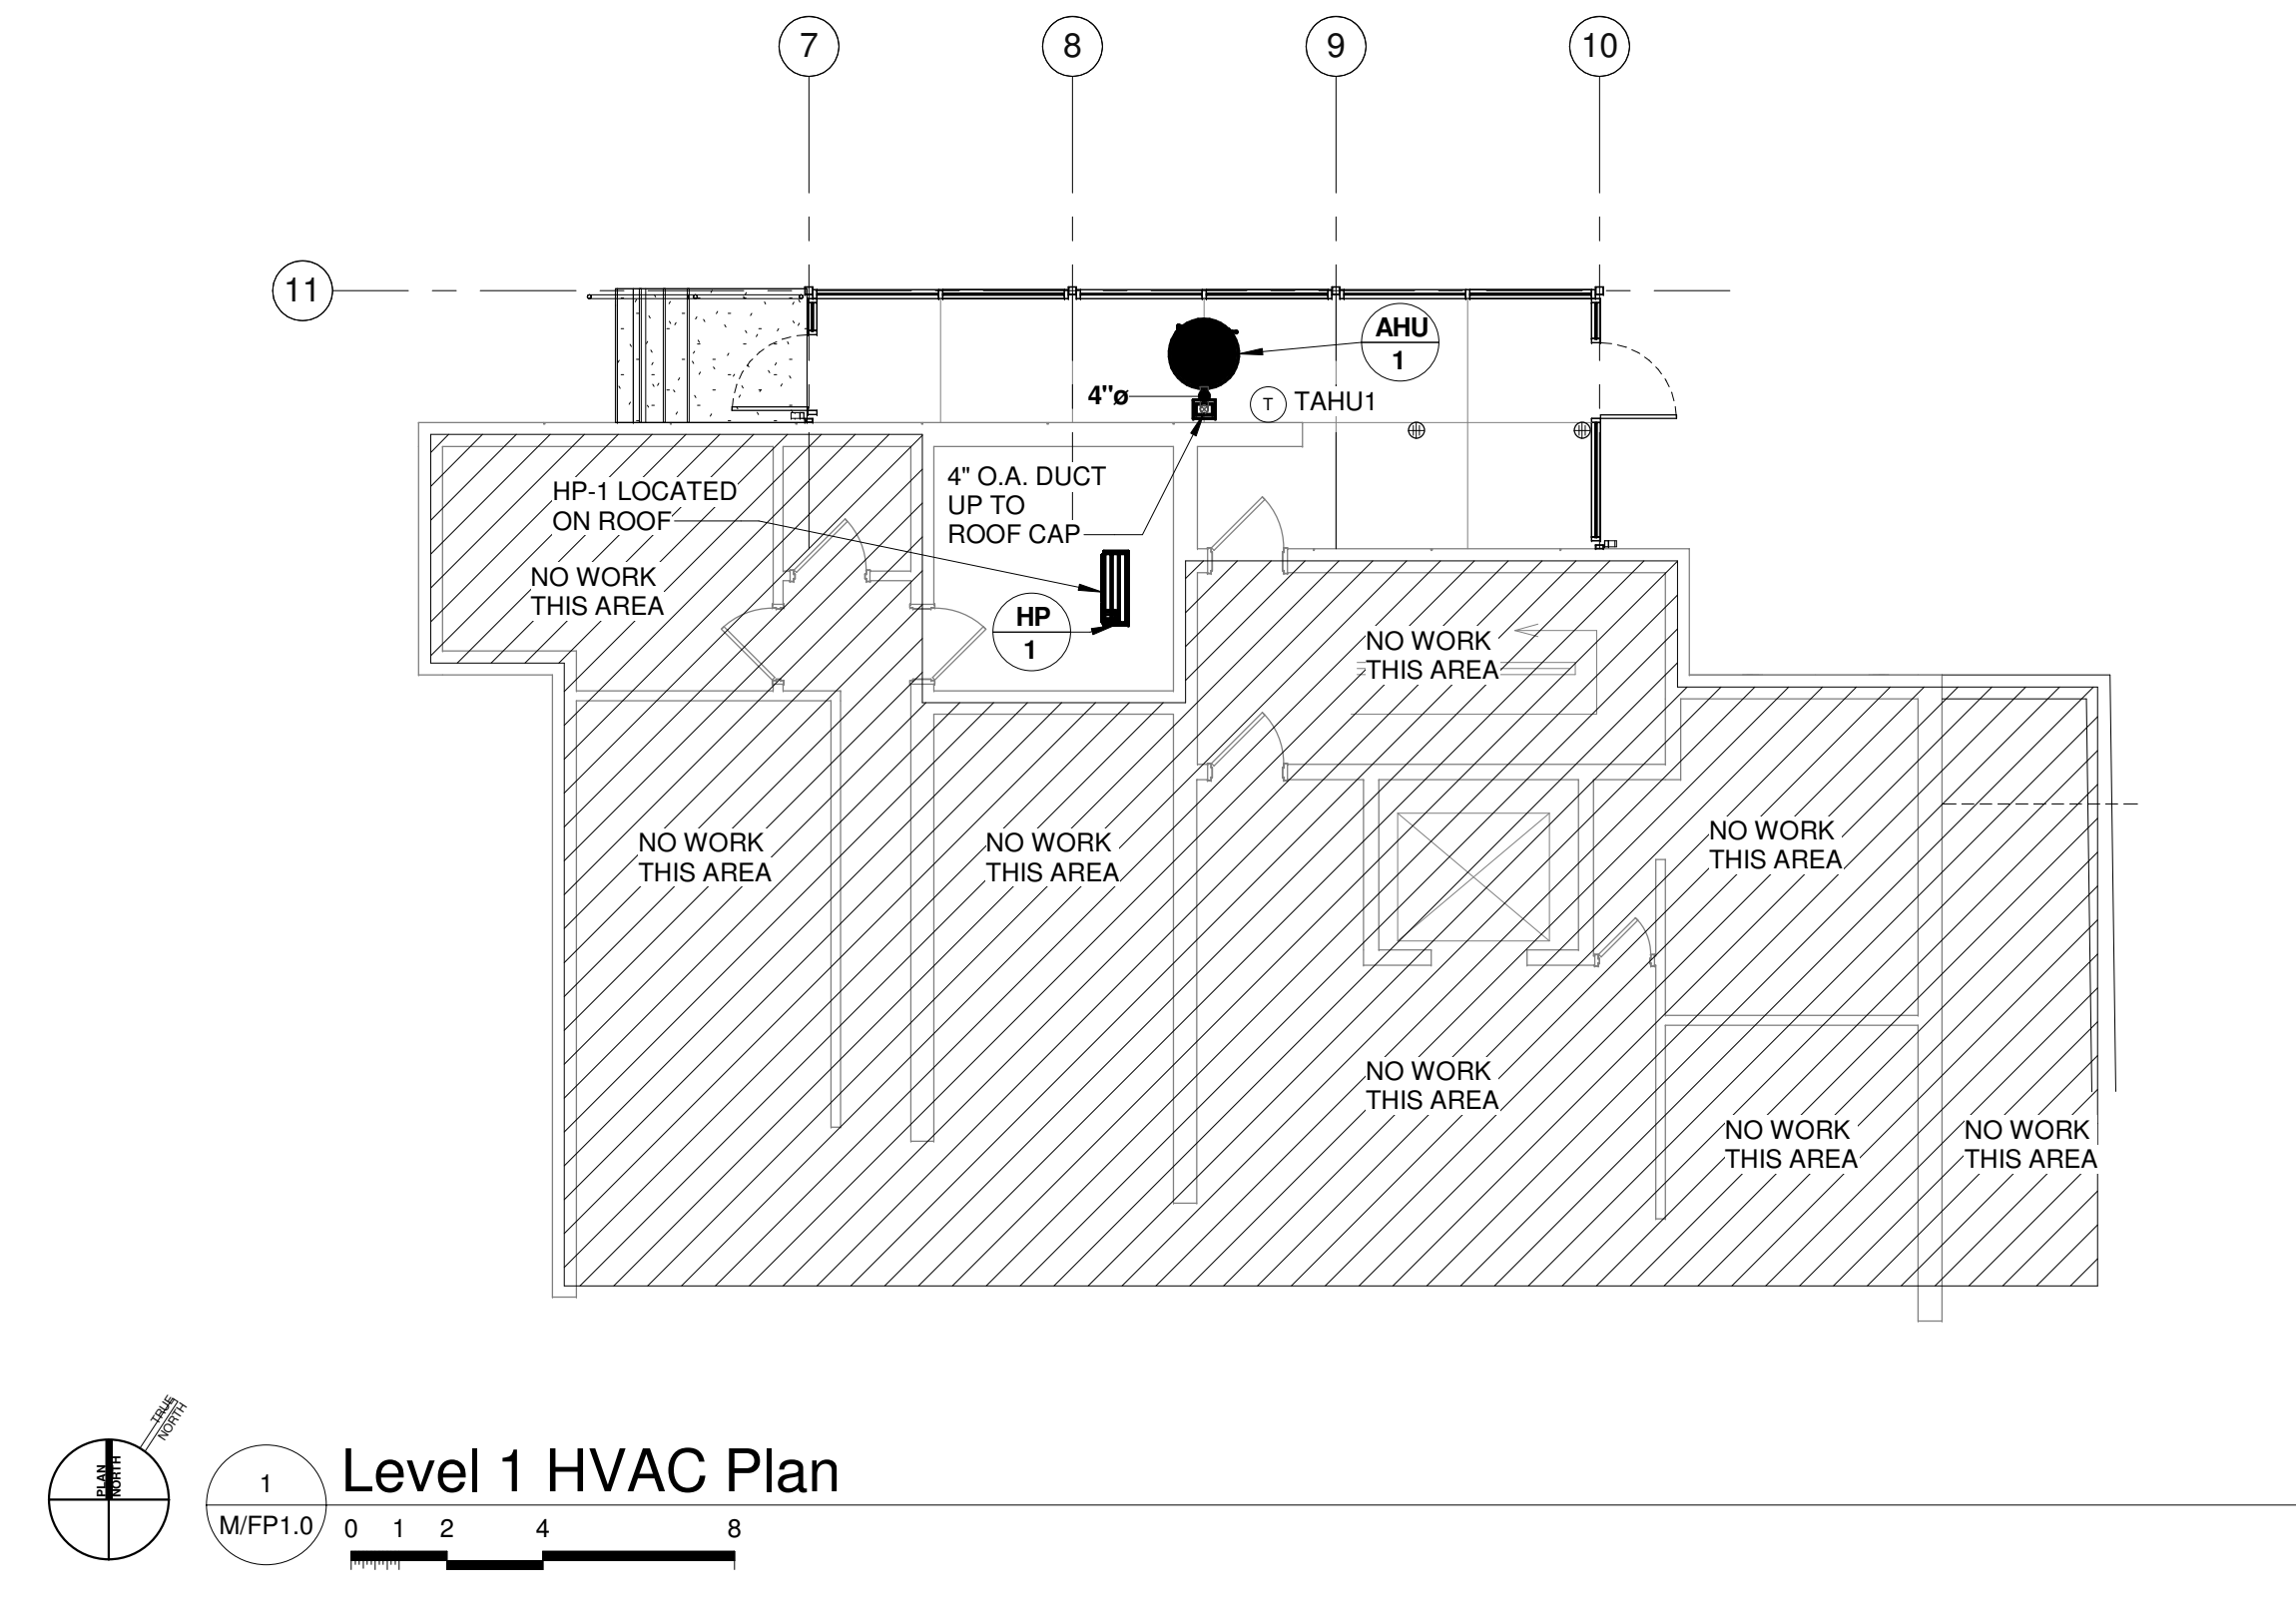 7
8
9
10
11
AHU
1
4"ø
T
TAHU1
HP-1 LOCATED
ON ROOF
4" O.A. DUCT
UP TO
ROOF CAP
NO WORK
THIS AREA
HP
1
NO WORK
THIS AREA
NO WORK
THIS AREA
NO WORK
THIS AREA
NO WORK
THIS AREA
NO WORK
THIS AREA
NO WORK
THIS AREA
NO WORK
THIS AREA
TRUE
NORTH
PLAN
NORTH
1
M/FP1.0
Level 1 HVAC Plan
0 1 2 4 8